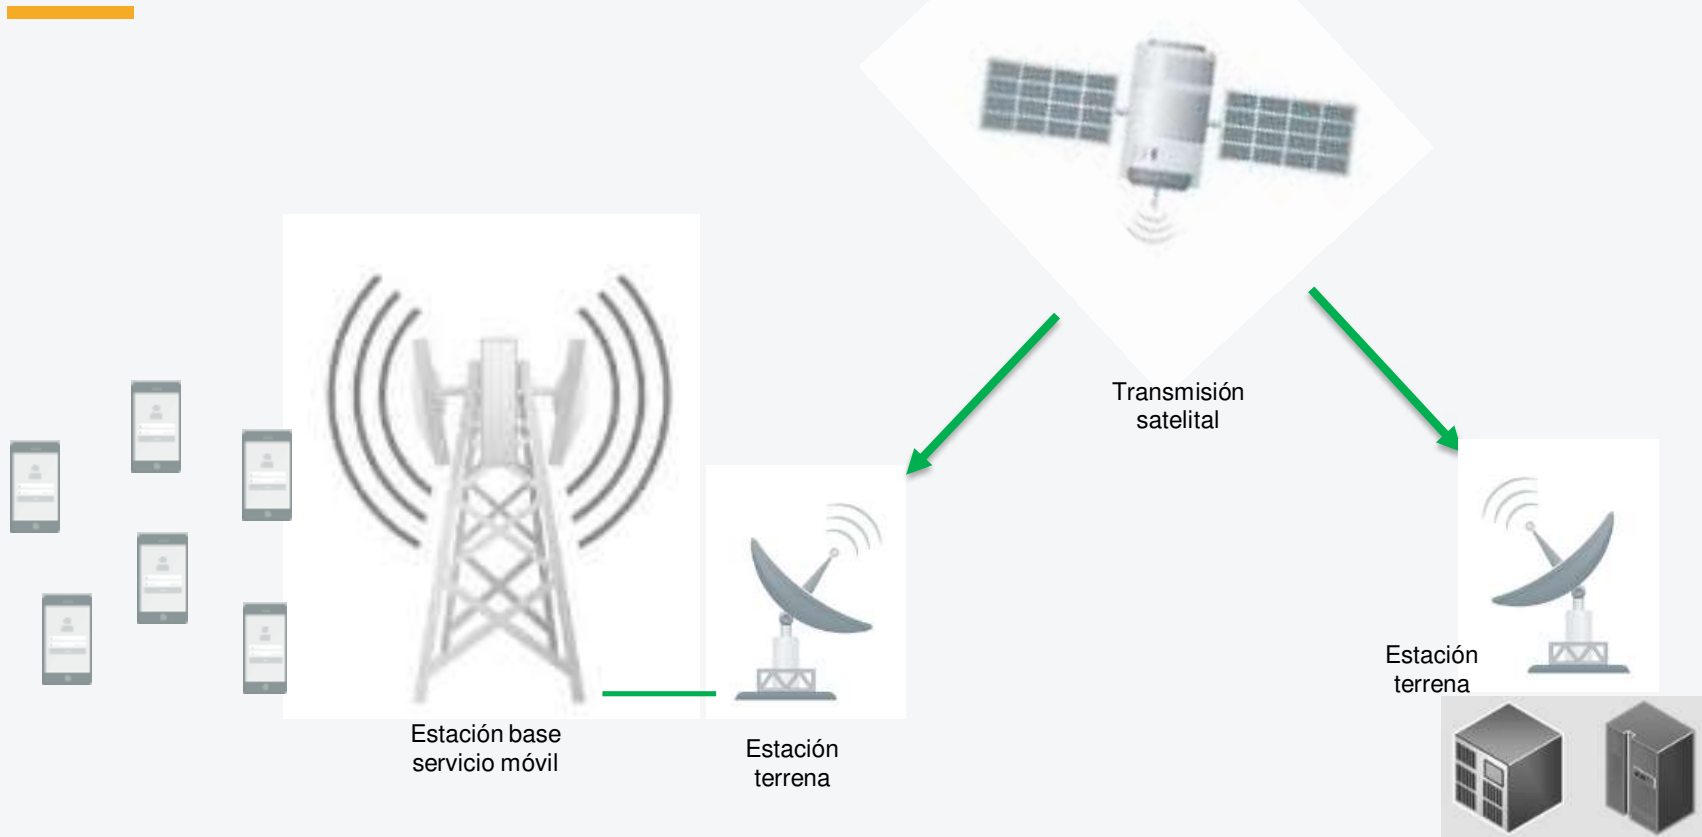 Transmisión
satelital
Estación
terrena
Estación base
servicio móvil
Estación
terrena